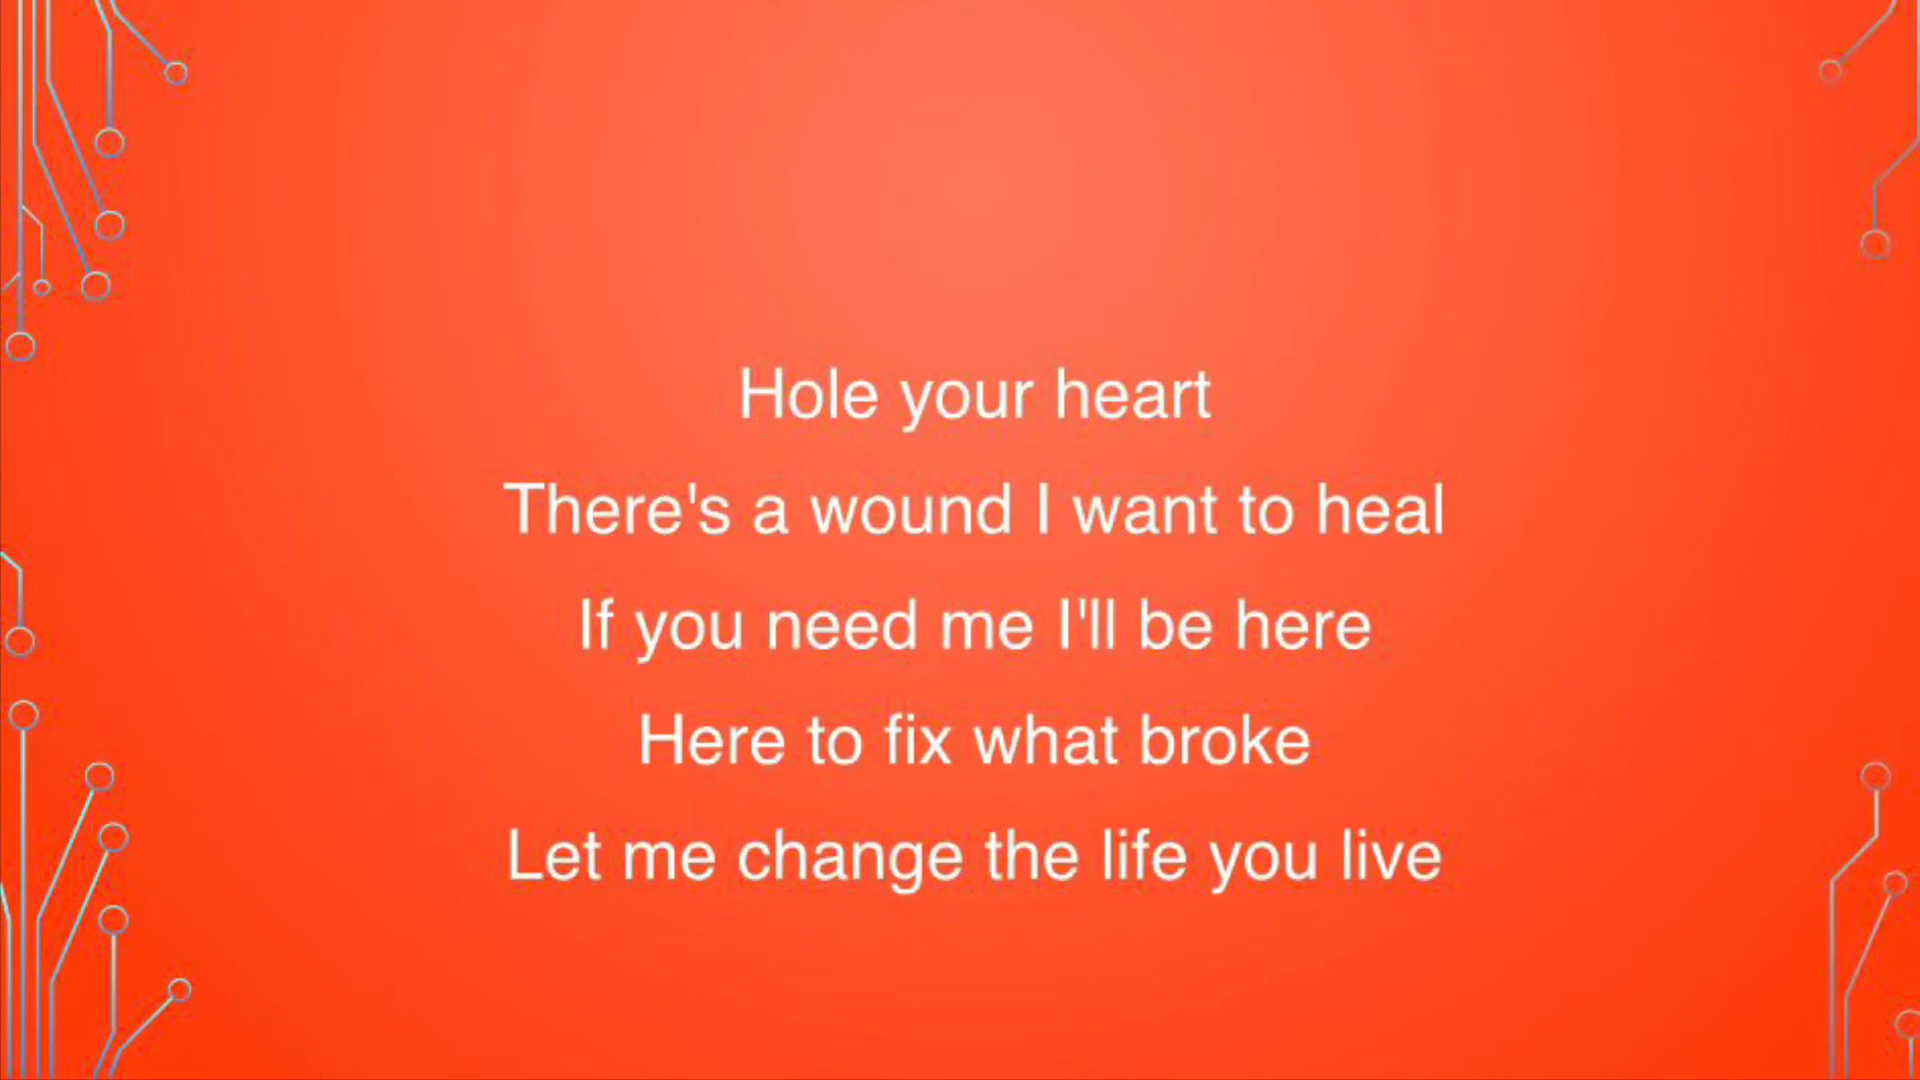 Hole your heart
There's a wound I want to heal
If you need me I'll be here
Here to fix what broke
Let me change the life you live